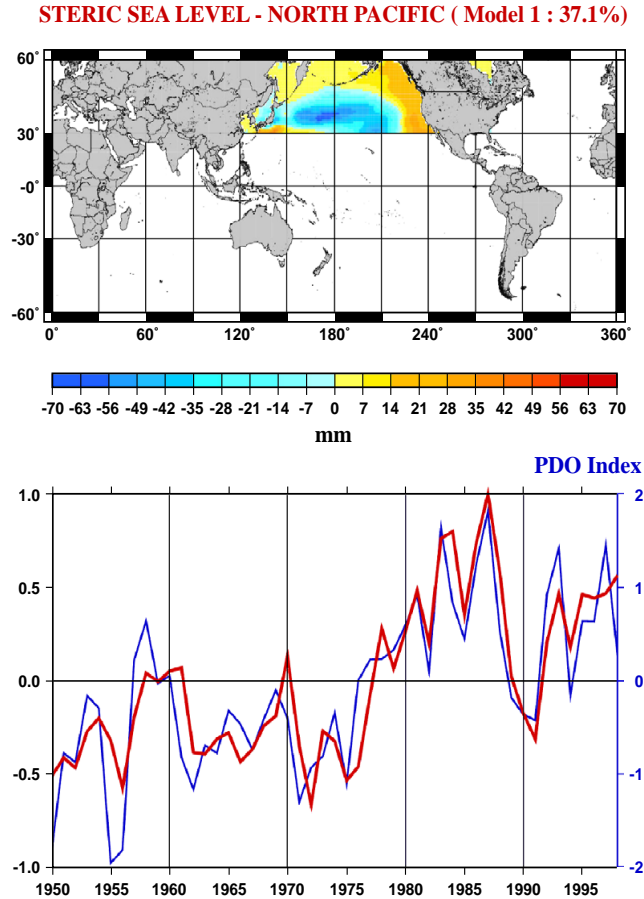 STERIC SEA LEVEL - NORTH PACIFIC ( Model 1 : 37.1%)
60°
30°
-0°
-30°
-60°
0° 60° 120° 180° 240° 300° 360°
-70 -63 -56 -49 -42 -35 -28 -21 -14 -7 0 7 14 21 28 35 42 49 56 63 70
mm
PDO Index
1.0 2
0.5 1
0.0 0
-0.5 -1
-1.0 -2
1950 1955 1960 1965 1970 1975 1980 1985 1990 1995